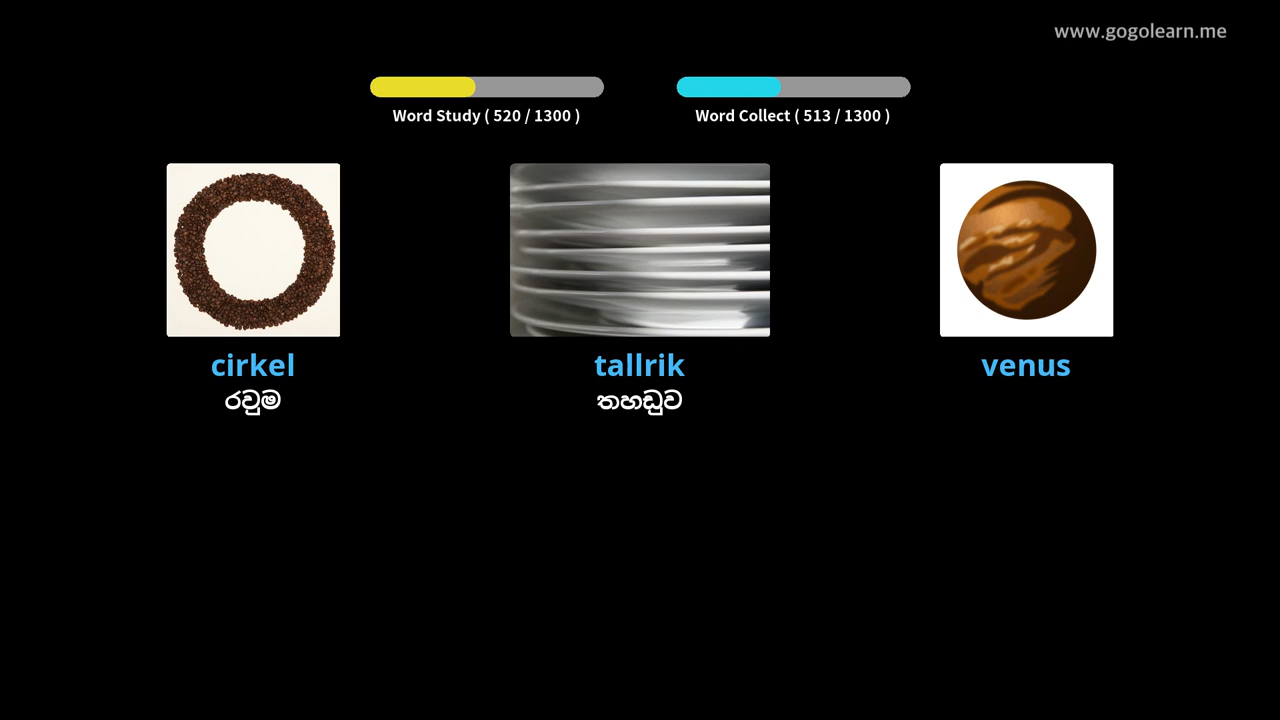 www.gogolearn.me
Word Study ( 520 / 1300 )
Word Collect ( 513 / 1300 )
cirkel
tallrik
venus
රවුම
තහඩුව